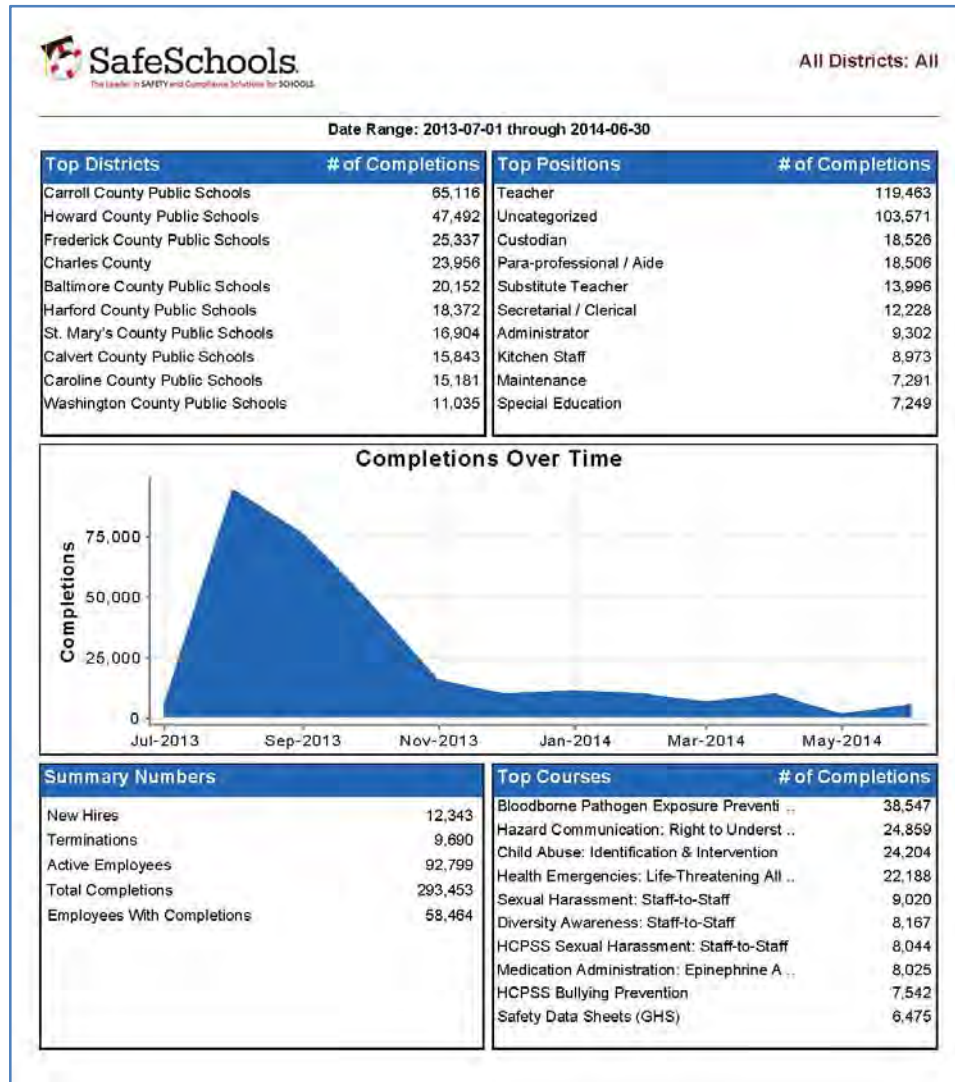 SafeSchools.
The Leader in SAFETY and Compliance Solutions for SCHOOLS.
All Districts: All
Date Range: 2013-07-01 through 2014-06-30
Top Districts # of Completions
Carroll County Public Schools 65,116
Howard County Public Schools 47,492
Frederick County Public Schools 25,337
Charles County 23,956
Baltimore County Public Schools 20,152
Harford County Public Schools 18,372
St. Mary's County Public Schools 16,904
Calvert County Public Schools 15,843
Caroline County Public Schools 15,181
Washington County Public Schools 11,035
Top Positions # of Completions
Teacher 119,463
Uncategorized 103,571
Custodian 18,526
Para-professional / Aide 18,506
Substitute Teacher 13,996
Secretarial / Clerical 12,228
Administrator 9,302
Kitchen Staff 8,973
Maintenance 7,291
Special Education 7,249
Completions Over Time
Completions
75,000
50,000
25,000
0
Jul-2013 Sep-2013 Nov-2013 Jan-2014 Mar-2014 May-2014
Summary Numbers
New Hires 12,343
Terminations 9,690
Active Employees 92,799
Total Completions 293,453
Employees With Completions 58,464
Top Courses # of Completions
Bloodborne Pathogen Exposure Preventi .. 38,547
Hazard Communication: Right to Underst .. 24,859
Child Abuse: Identification & Intervention 24,204
Health Emergencies: Life-Threatening All .. 22,188
Sexual Harassment: Staff-to-Staff 9,020
Diversity Awareness: Staff-to-Staff 8,167
HCPSS Sexual Harassment: Staff-to-Staff 8,044
Medication Administration: Epinephrine A .. 8,025
HCPSS Bullying Prevention 7,542
Safety Data Sheets (GHS) 6,475